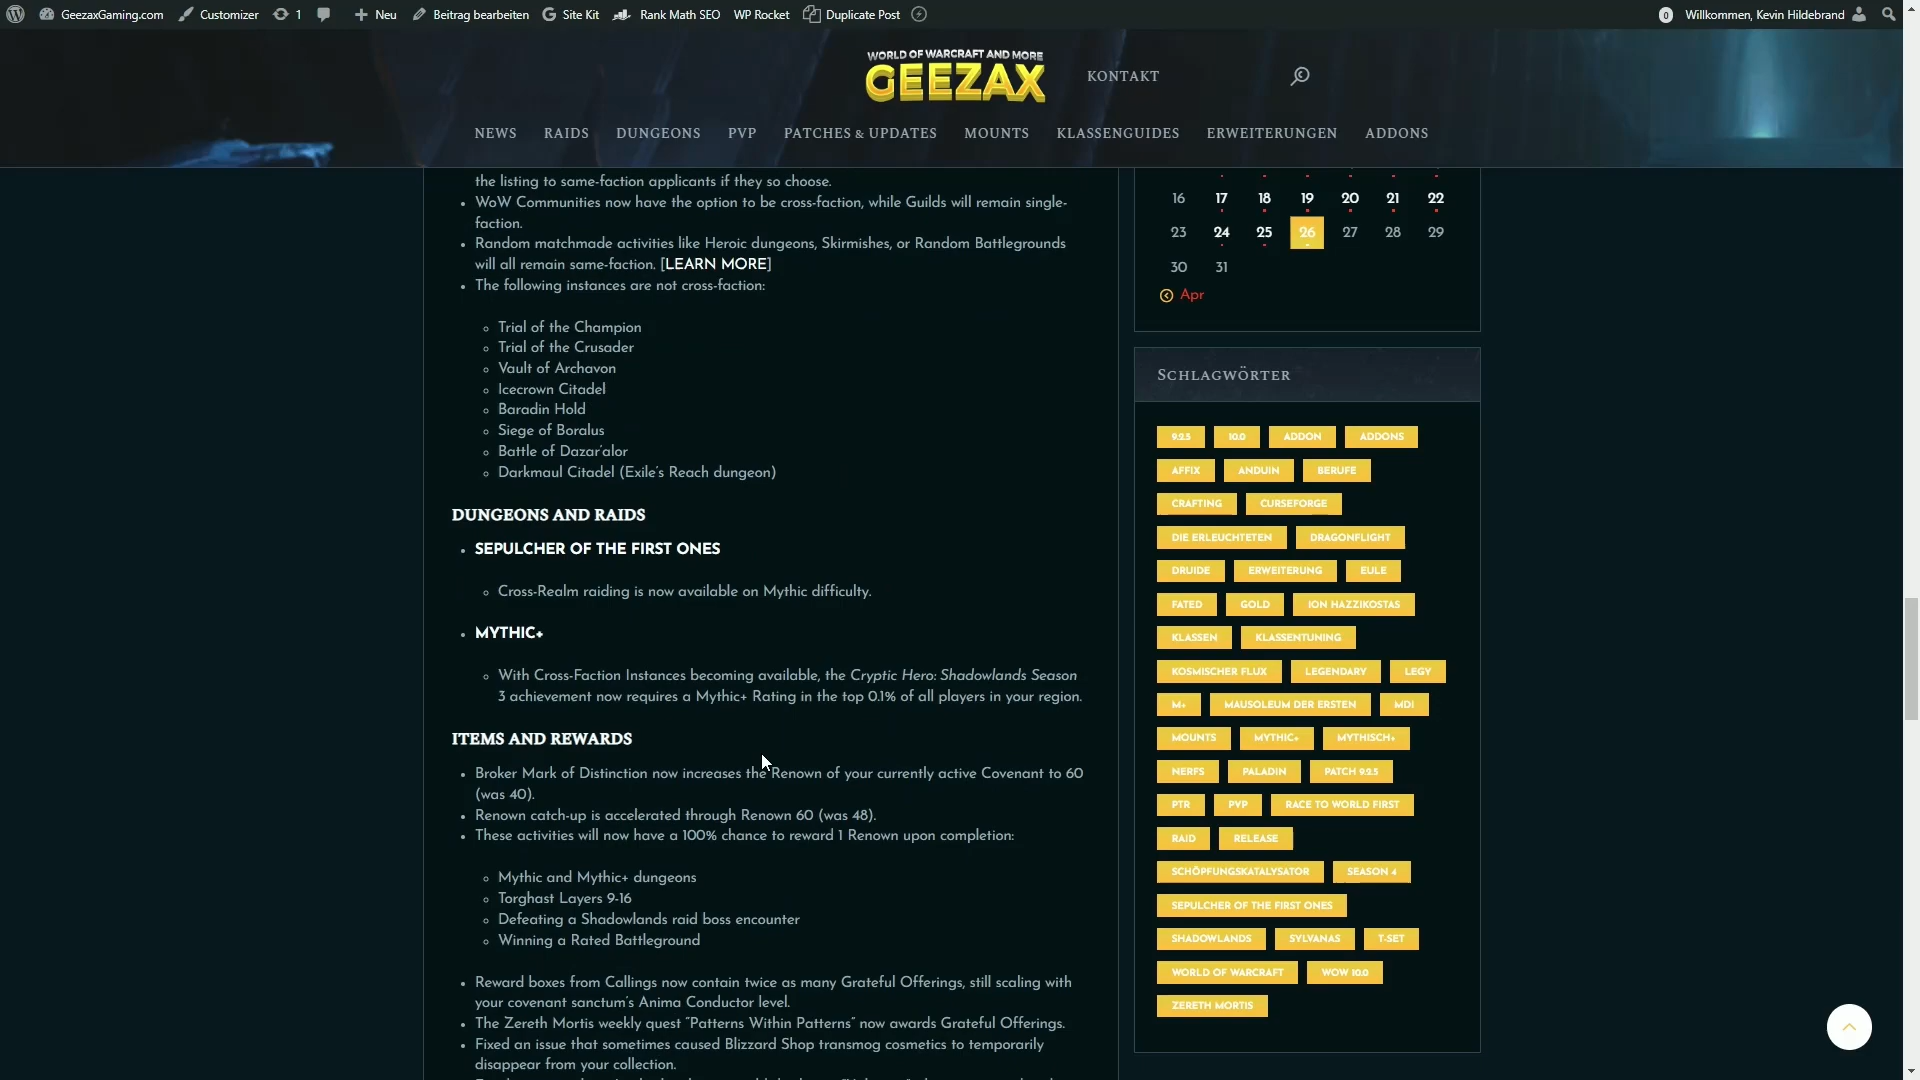 GeezaxGaming.com Customizer 1 Neu Beitrag bearbeiten Site Kit Rank Math SEO WP Rocket Duplicate Post 0 Willkommen, Kevin Hildebrand
WORLD OF WARCRAFT AND MORE
GEEZAX
KONTAKT
NEWS RAIDS DUNGEONS PVP PATCHES & UPDATES MOUNTS KLASSENGUIDES ERWEITERUNGEN ADDONS
the listing to same-faction applicants if they so choose.
WoW Communities now have the option to be cross-faction, while Guilds will remain single-
faction.
Random matchmade activities like Heroic dungeons, Skirmishes, or Random Battlegrounds
will all remain same-faction. [LEARN MORE]
The following instances are not cross-faction:
Trial of the Champion
Trial of the Crusader
Vault of Archavon
Icecrown Citadel
Baradin Hold
Siege of Boralus
Battle of Dazar'alor
Darkmaul Citadel (Exile's Reach dungeon)
DUNGEONS AND RAIDS
SEPULCHER OF THE FIRST ONES
Cross-Realm raiding is now available on Mythic difficulty.
MYTHIC+
With Cross-Faction Instances becoming available, the Cryptic Hero: Shadowlands Season
3 achievement now requires a Mythic+ Rating in the top 0.1% of all players in your region.
ITEMS AND REWARDS
Broker Mark of Distinction now increases the Renown of your currently active Covenant to 60
(was 40).
Renown catch-up is accelerated through Renown 60 (was 48).
These activities will now have a 100% chance to reward 1 Renown upon completion:
Mythic and Mythic+ dungeons
Torghast Layers 9-16
Defeating a Shadowlands raid boss encounter
Winning a Rated Battleground
Reward boxes from Callings now contain twice as many Grateful Offerings, still scaling with
your covenant sanctum's Anima Conductor level.
The Zereth Mortis weekly quest "Patterns Within Patterns" now awards Grateful Offerings.
Fixed an issue that sometimes caused Blizzard Shop transmog cosmetics to temporarily
disappear from your collection.
16 17 18 19 20 21 22
23 24 25 26 27 28 29
30 31
Apr
SCHLAGWÖRTER
9.2.5 10.0 ADDON ADDONS
AFFIX ANDUIN BERUFE
CRAFTING CURSEFORGE
DIE ERLEUCHTETEN DRAGONFLIGHT
DRUIDE ERWEITERUNG EULE
FATED GOLD ION HAZZIKOSTAS
KLASSEN KLASSENTUNING
KOSMISCHER FLUX LEGENDARY LEGY
M+ MAUSOLEUM DER ERSTEN MDI
MOUNTS MYTHIC+ MYTHISCH+
NERFS PALADIN PATCH 9.2.5
PTR PVP RACE TO WORLD FIRST
RAID RELEASE
SCHÖPFUNGSKATALYSATOR SEASON 4
SEPULCHER OF THE FIRST ONES
SHADOWLANDS SYLVANAS T-SET
WORLD OF WARCRAFT WOW 10.0
ZERETH MORTIS